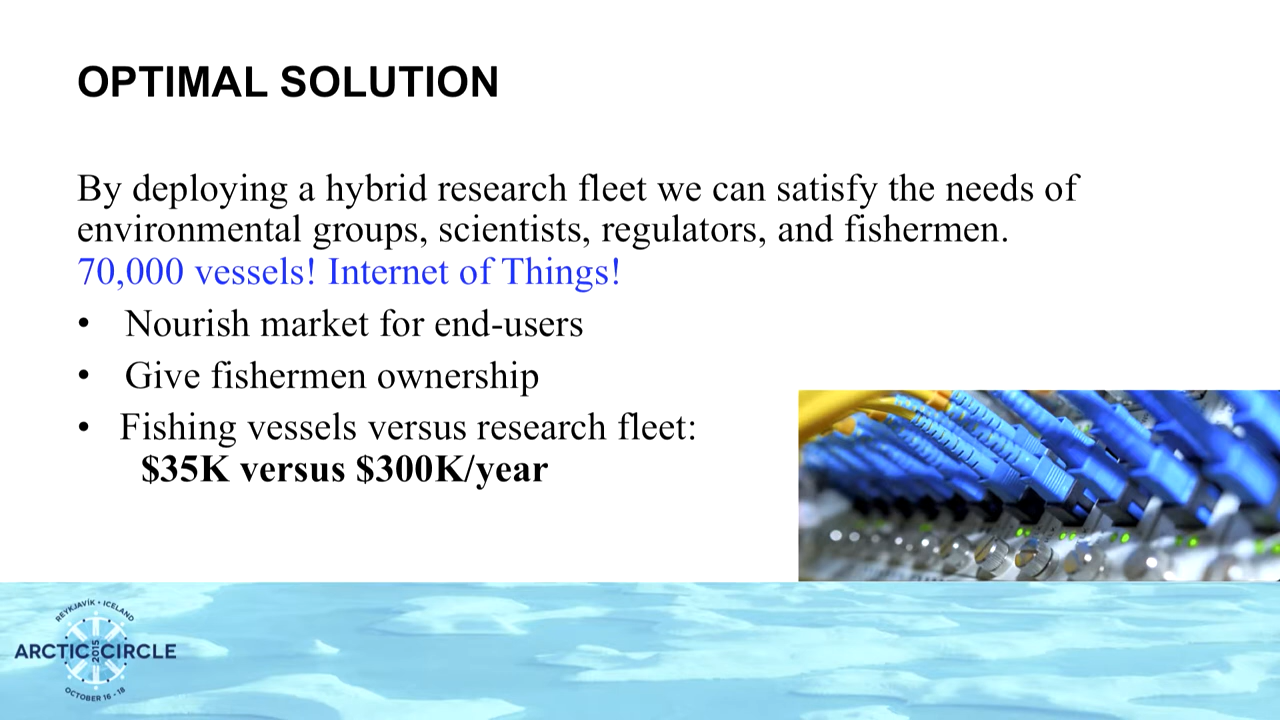 OPTIMAL SOLUTION
By deploying a hybrid research fleet we can satisfy the needs of
environmental groups, scientists, regulators, and fishermen.
70,000 vessels! Internet of Things!
• Nourish market for end-users
• Give fishermen ownership
• Fishing vessels versus research fleet:
$35K versus $300K/year
REYKJAVÍK • ICELAND
ARCTIC 2015 CIRCLE
OCTOBER 16 - 18